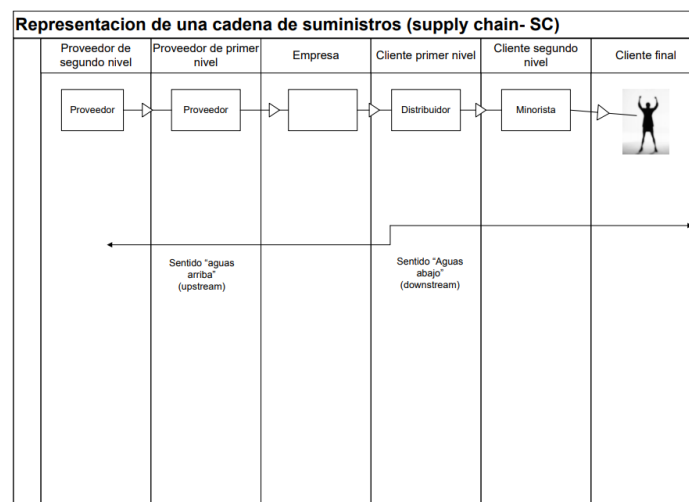 Representacion de una cadena de suministros (supply chain- SC)
Proveedor de
segundo nivel
Proveedor de primer
nivel
Empresa
Cliente primer nivel
Cliente segundo
nivel
Cliente final
Proveedor
Proveedor
Distribuidor
Minorista
Sentido “aguas
arriba”
(upstream)
Sentido “Aguas
abajo”
(downstream)